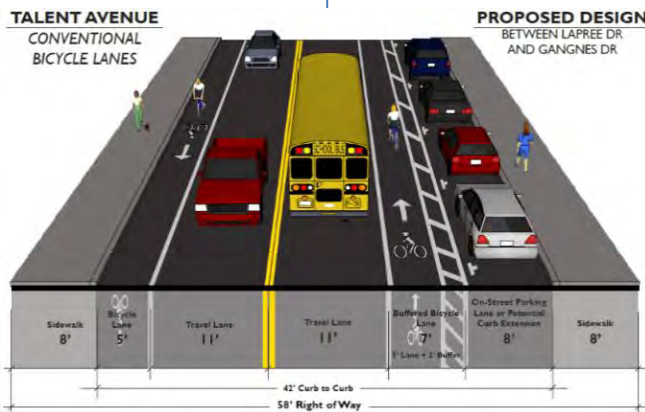 TALENT AVENUE
CONVENTIONAL
BICYCLE LANES
PROPOSED DESIGN
BETWEEN LAPREE DR
AND GANGNES DR
SCHOOL BUS
Sidewalk
8'
Bicycle
Lane
5'
Travel Lane
11'
Travel Lane
11'
Buffered Bicycle
Lane
7'
5' Lane + 2' Buffer
On-Street Parking
Lane or Potential
Curb Extension
8'
Sidewalk
8'
42' Curb to Curb
58' Right of Way